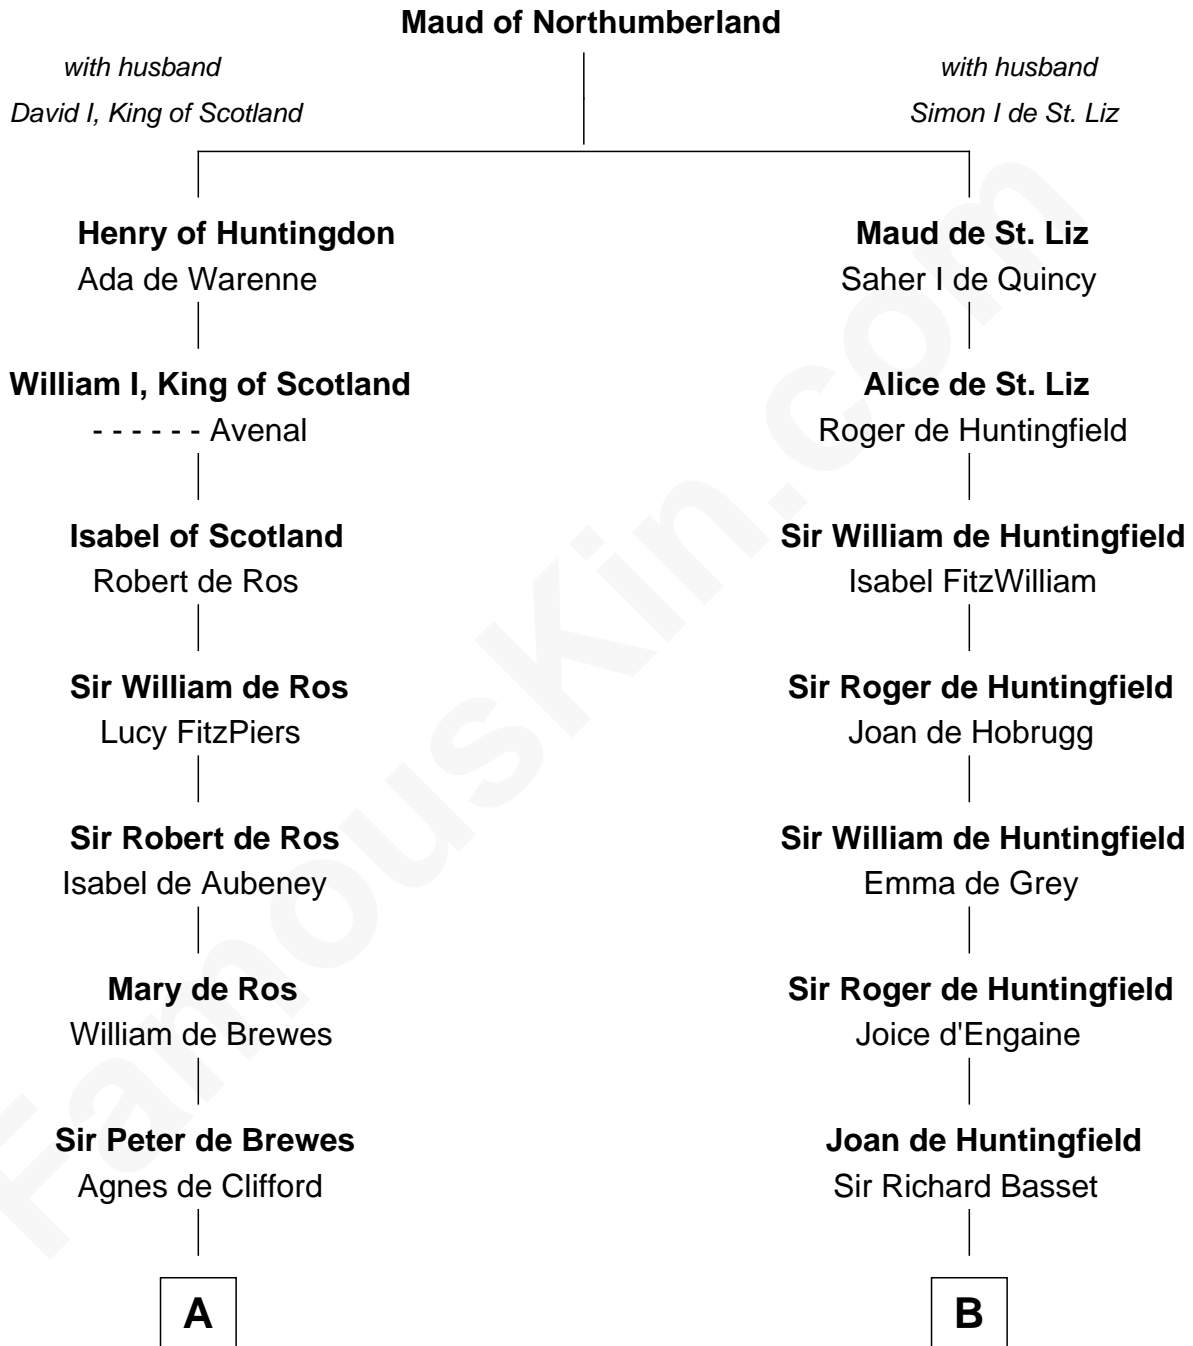 Maud of Northumberland
with husband
David I, King of Scotland
with husband
Simon I de St. Liz
Henry of Huntingdon
Ada de Warenne
Maud de St. Liz
Saher I de Quincy
William I, King of Scotland
- - - - - - Avenal
Alice de St. Liz
Roger de Huntingfield
Isabel of Scotland
Robert de Ros
Sir William de Huntingfield
Isabel FitzWilliam
Sir William de Ros
Lucy FitzPiers
Sir Roger de Huntingfield
Joan de Hobrugg
Sir Robert de Ros
Isabel de Aubeney
Sir William de Huntingfield
Emma de Grey
Mary de Ros
William de Brewes
Sir Roger de Huntingfield
Joice d'Engaine
Sir Peter de Brewes
Agnes de Clifford
Joan de Huntingfield
Sir Richard Basset
A
B
FamousKin.com